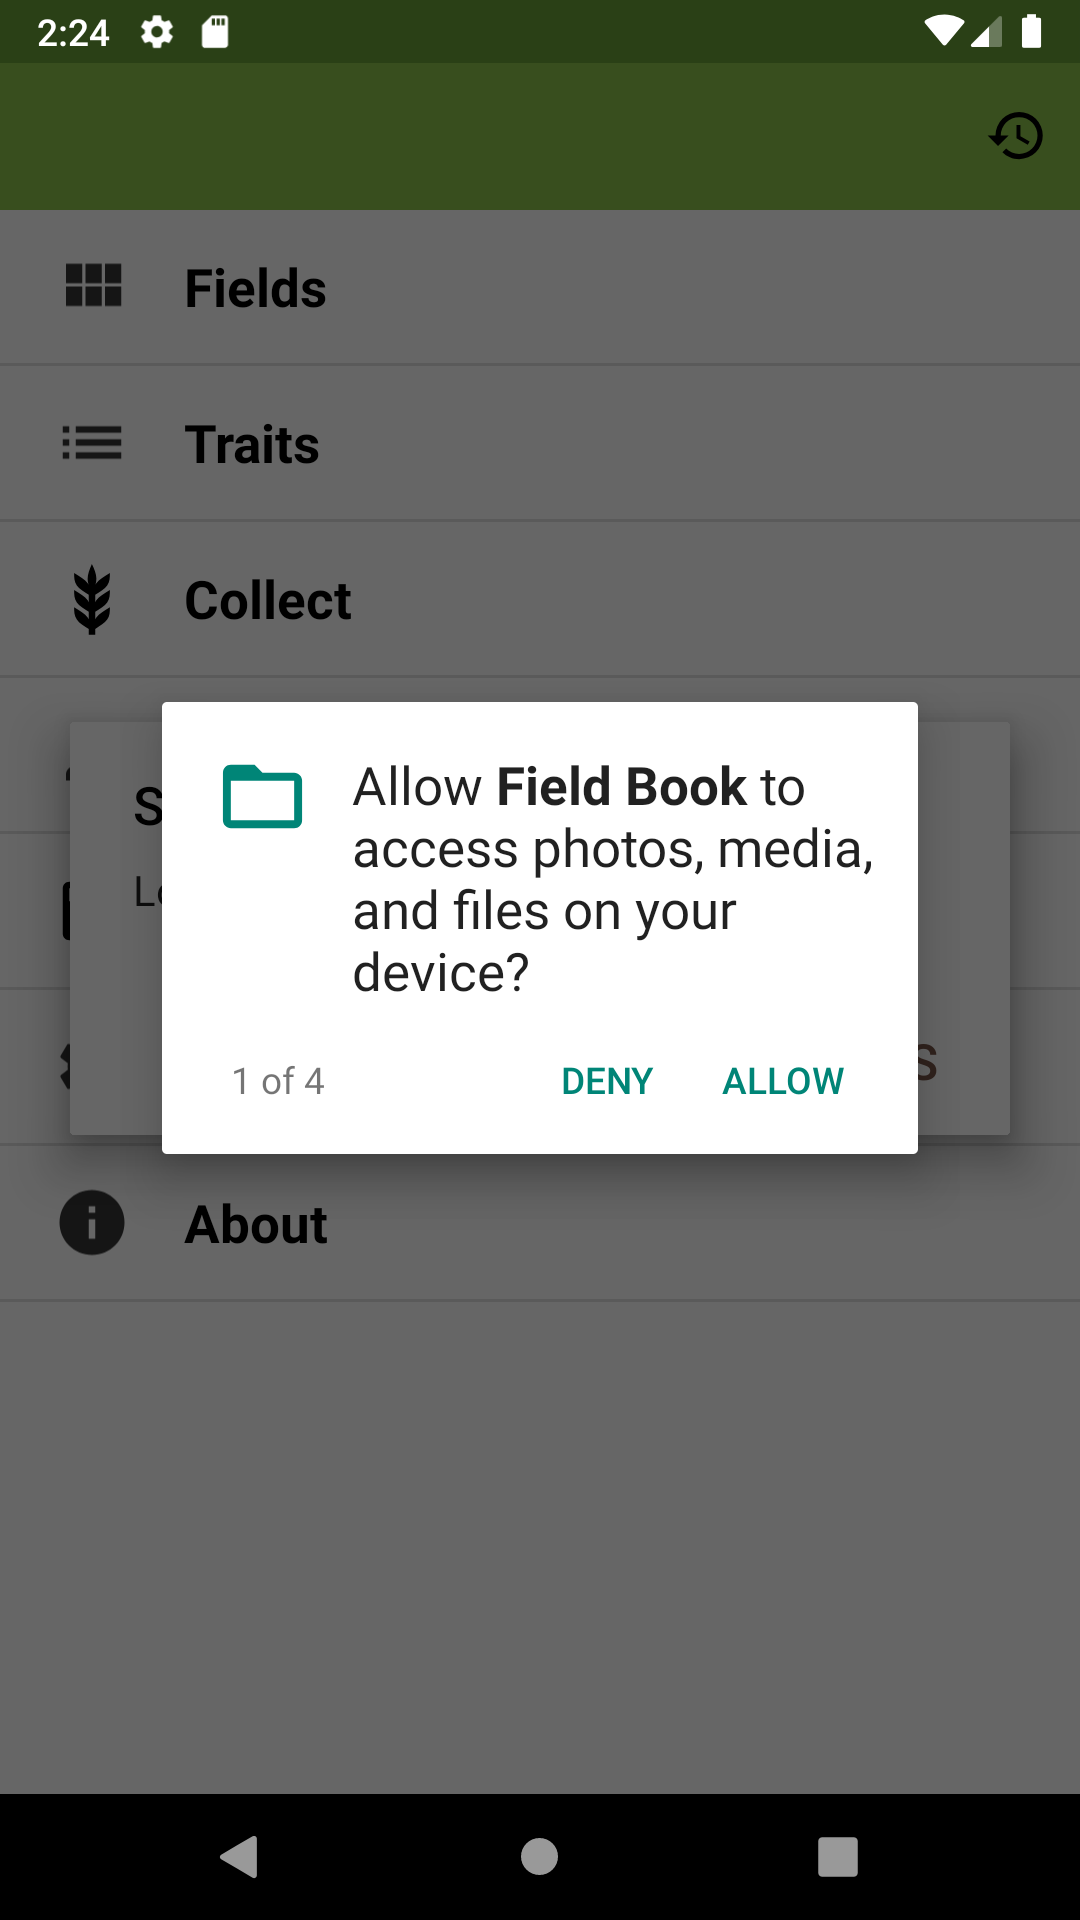 2:24
Fields
Traits
Collect
Allow Field Book to
access photos, media,
and files on your
device?
1 of 4
DENY
ALLOW
About